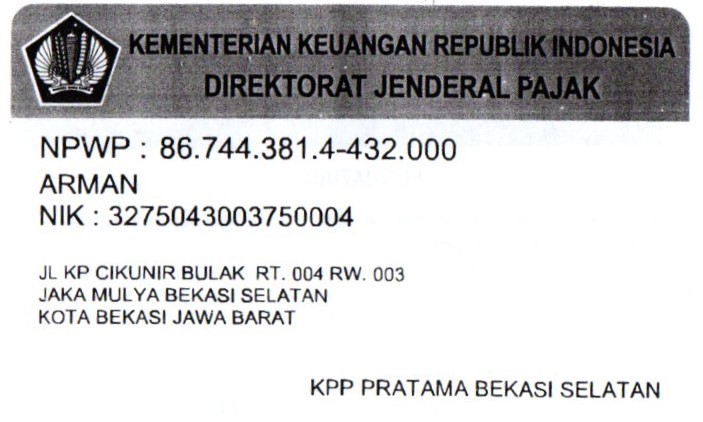 KEMENTERIAN KEUANGAN REPUBLIK INDONESIA
DIREKTORAT JENDERAL PAJAK
NPWP : 86.744.381.4-432.000
ARMAN
NIK : 3275043003750004
JL KP CIKUNIR BULAK RT. 004 RW. 003
JAKA MULYA BEKASI SELATAN
KOTA BEKASI JAWA BARAT
KPP PRATAMA BEKASI SELATAN